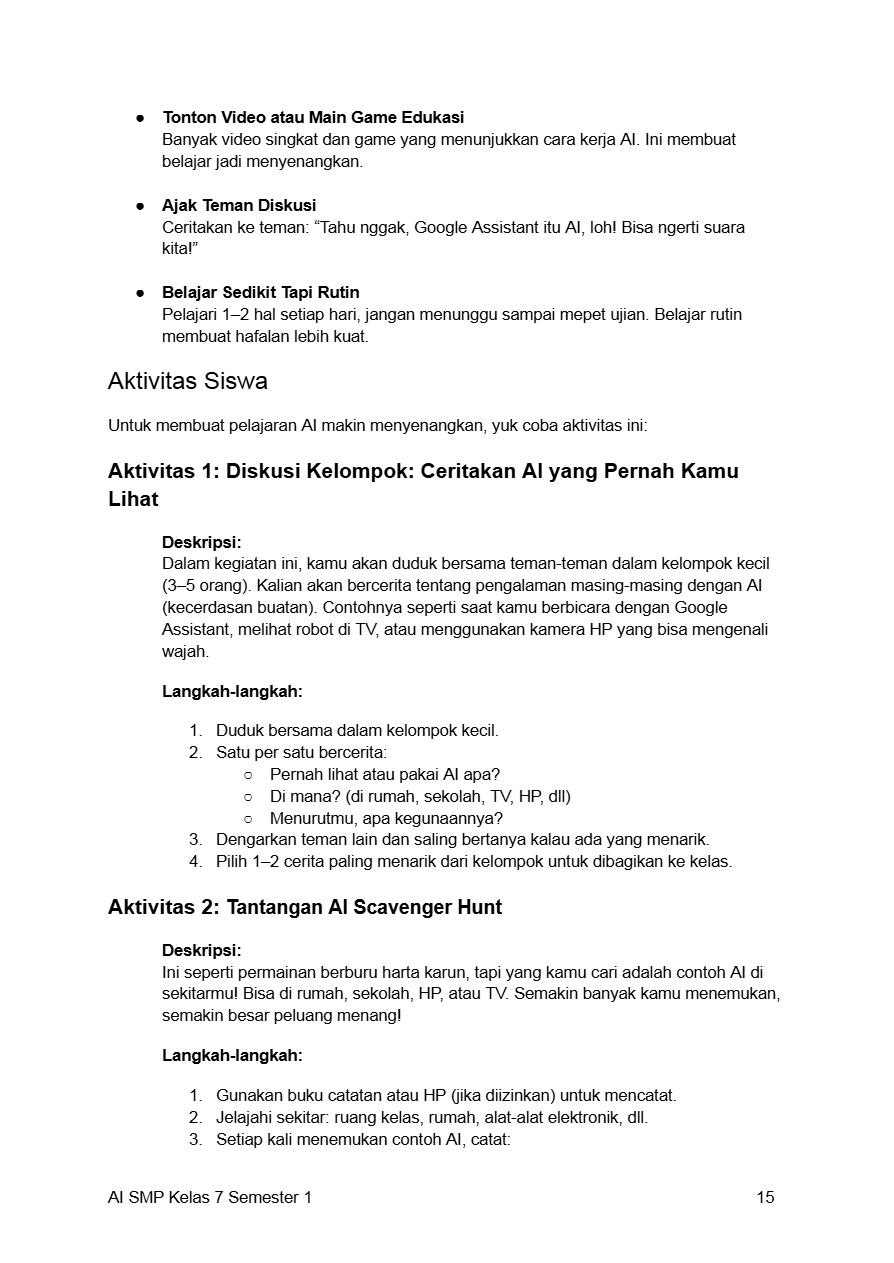 ● Tonton Video atau Main Game Edukasi
Banyak video singkat dan game yang menunjukkan cara kerja AI. Ini membuat
belajar jadi menyenangkan.
● Ajak Teman Diskusi
Ceritakan ke teman: “Tahu nggak, Google Assistant itu AI, loh! Bisa ngerti suara
kita!”
● Belajar Sedikit Tapi Rutin
Pelajari 1–2 hal setiap hari, jangan menunggu sampai mepet ujian. Belajar rutin
membuat hafalan lebih kuat.
Aktivitas Siswa
Untuk membuat pelajaran AI makin menyenangkan, yuk coba aktivitas ini:
Aktivitas 1: Diskusi Kelompok: Ceritakan AI yang Pernah Kamu
Lihat
Deskripsi:
Dalam kegiatan ini, kamu akan duduk bersama teman-teman dalam kelompok kecil
(3–5 orang). Kalian akan bercerita tentang pengalaman masing-masing dengan AI
(kecerdasan buatan). Contohnya seperti saat kamu berbicara dengan Google
Assistant, melihat robot di TV, atau menggunakan kamera HP yang bisa mengenali
wajah.
Langkah-langkah:
1. Duduk bersama dalam kelompok kecil.
2. Satu per satu bercerita:
○ Pernah lihat atau pakai AI apa?
○ Di mana? (di rumah, sekolah, TV, HP, dll)
○ Menurutmu, apa kegunaannya?
3. Dengarkan teman lain dan saling bertanya kalau ada yang menarik.
4. Pilih 1–2 cerita paling menarik dari kelompok untuk dibagikan ke kelas.
Aktivitas 2: Tantangan AI Scavenger Hunt
Deskripsi:
Ini seperti permainan berburu harta karun, tapi yang kamu cari adalah contoh AI di
sekitarmu! Bisa di rumah, sekolah, HP, atau TV. Semakin banyak kamu menemukan,
semakin besar peluang menang!
Langkah-langkah:
1. Gunakan buku catatan atau HP (jika diizinkan) untuk mencatat.
2. Jelajahi sekitar: ruang kelas, rumah, alat-alat elektronik, dll.
3. Setiap kali menemukan contoh AI, catat:
AI SMP Kelas 7 Semester 1 15